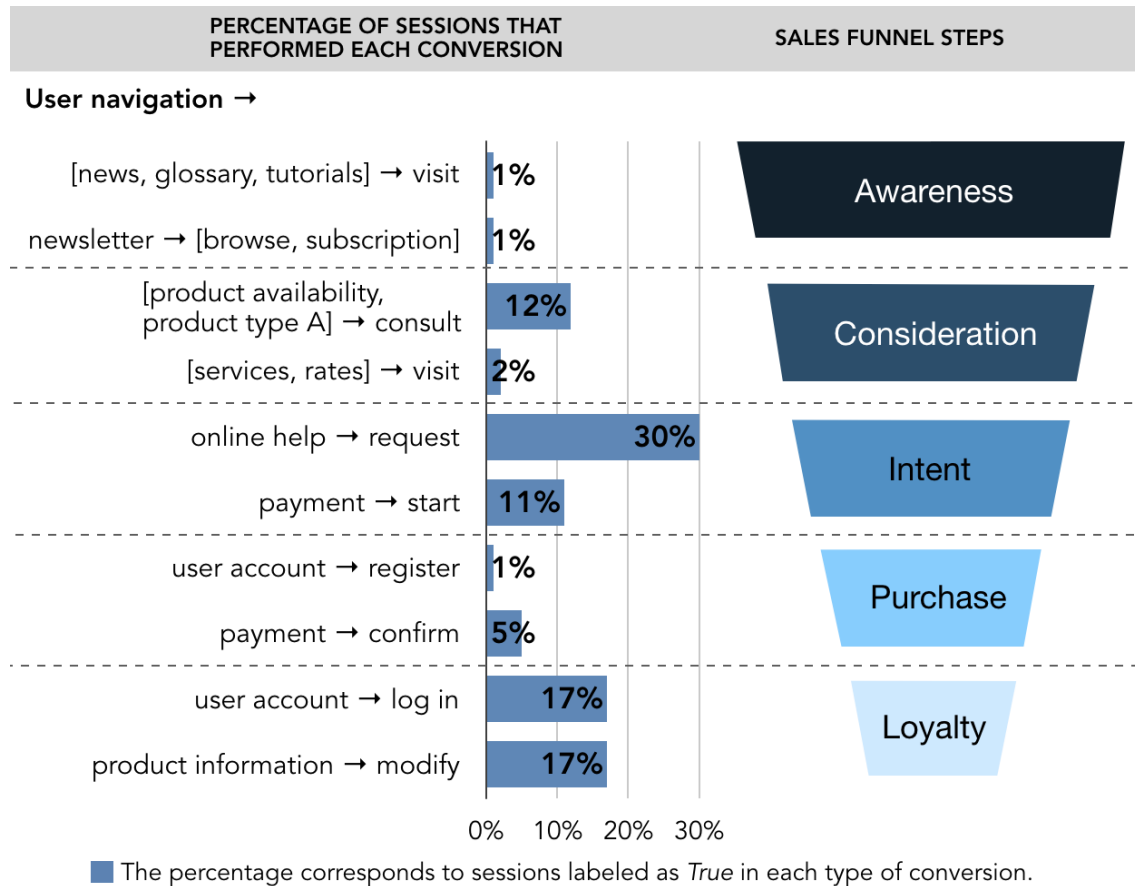 PERCENTAGE OF SESSIONS THAT
PERFORMED EACH CONVERSION
SALES FUNNEL STEPS
User navigation →
[news, glossary, tutorials] → visit
1%
Awareness
newsletter → [browse, subscription]
1%
[product availability,
product type A] → consult
12%
Consideration
[services, rates] → visit
2%
online help → request
30%
Intent
payment → start
11%
user account → register
1%
Purchase
payment → confirm
5%
user account → log in
17%
Loyalty
product information → modify
17%
0% 10% 20% 30%
The percentage corresponds to sessions labeled as True in each type of conversion.